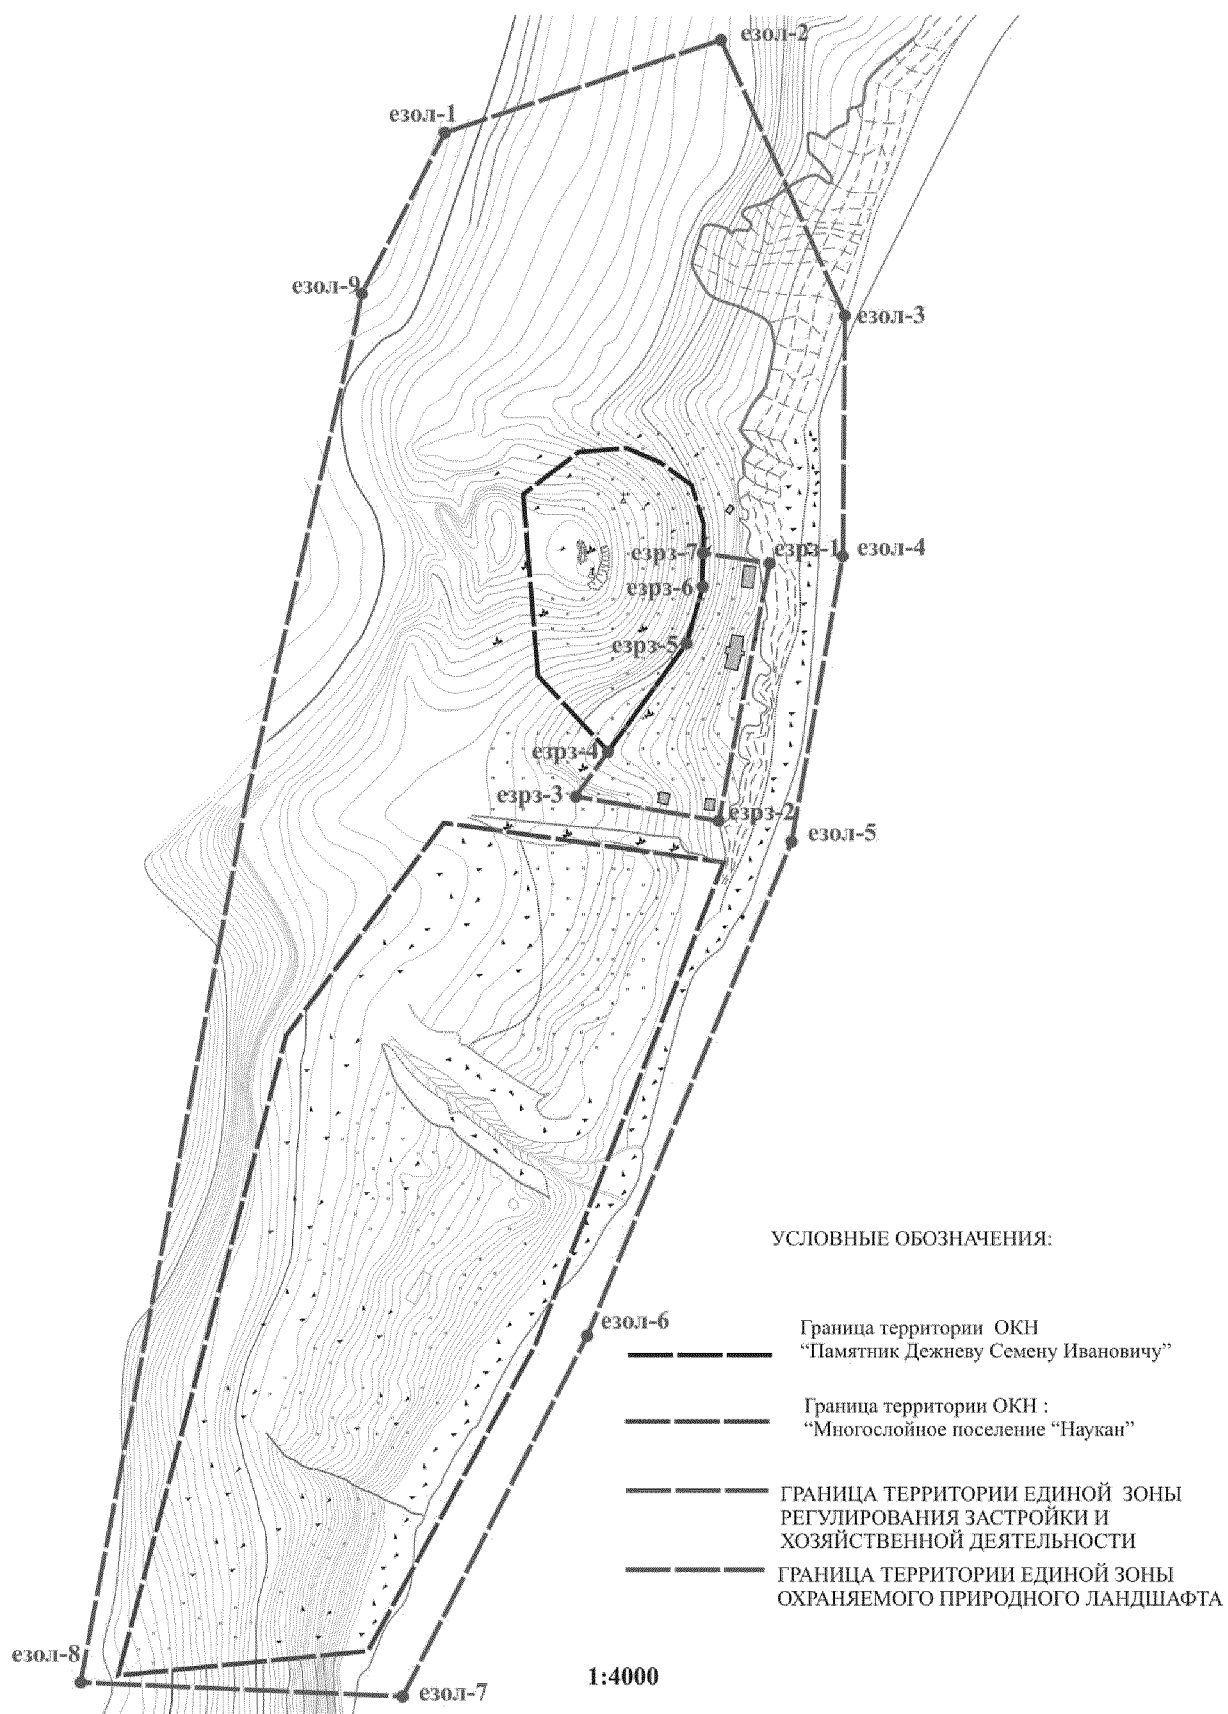 езол-2
езол-1
езол-9
езол-3
езрз-7
езрз-1
езол-4
езрз-6
езрз-5
езрз-4
езрз-3
езрз-2
езол-5
УСЛОВНЫЕ ОБОЗНАЧЕНИЯ:
езол-6
Граница территории ОКН
“Памятник Дежневу Семену Ивановичу”
Граница территории ОКН :
“Многослойное поселение “Наукан”
ГРАНИЦА ТЕРРИТОРИИ ЕДИНОЙ ЗОНЫ
РЕГУЛИРОВАНИЯ ЗАСТРОЙКИ И
ХОЗЯЙСТВЕННОЙ ДЕЯТЕЛЬНОСТИ
ГРАНИЦА ТЕРРИТОРИИ ЕДИНОЙ ЗОНЫ
ОХРАНЯЕМОГО ПРИРОДНОГО ЛАНДШАФТА
езол-8
1:4000
езол-7